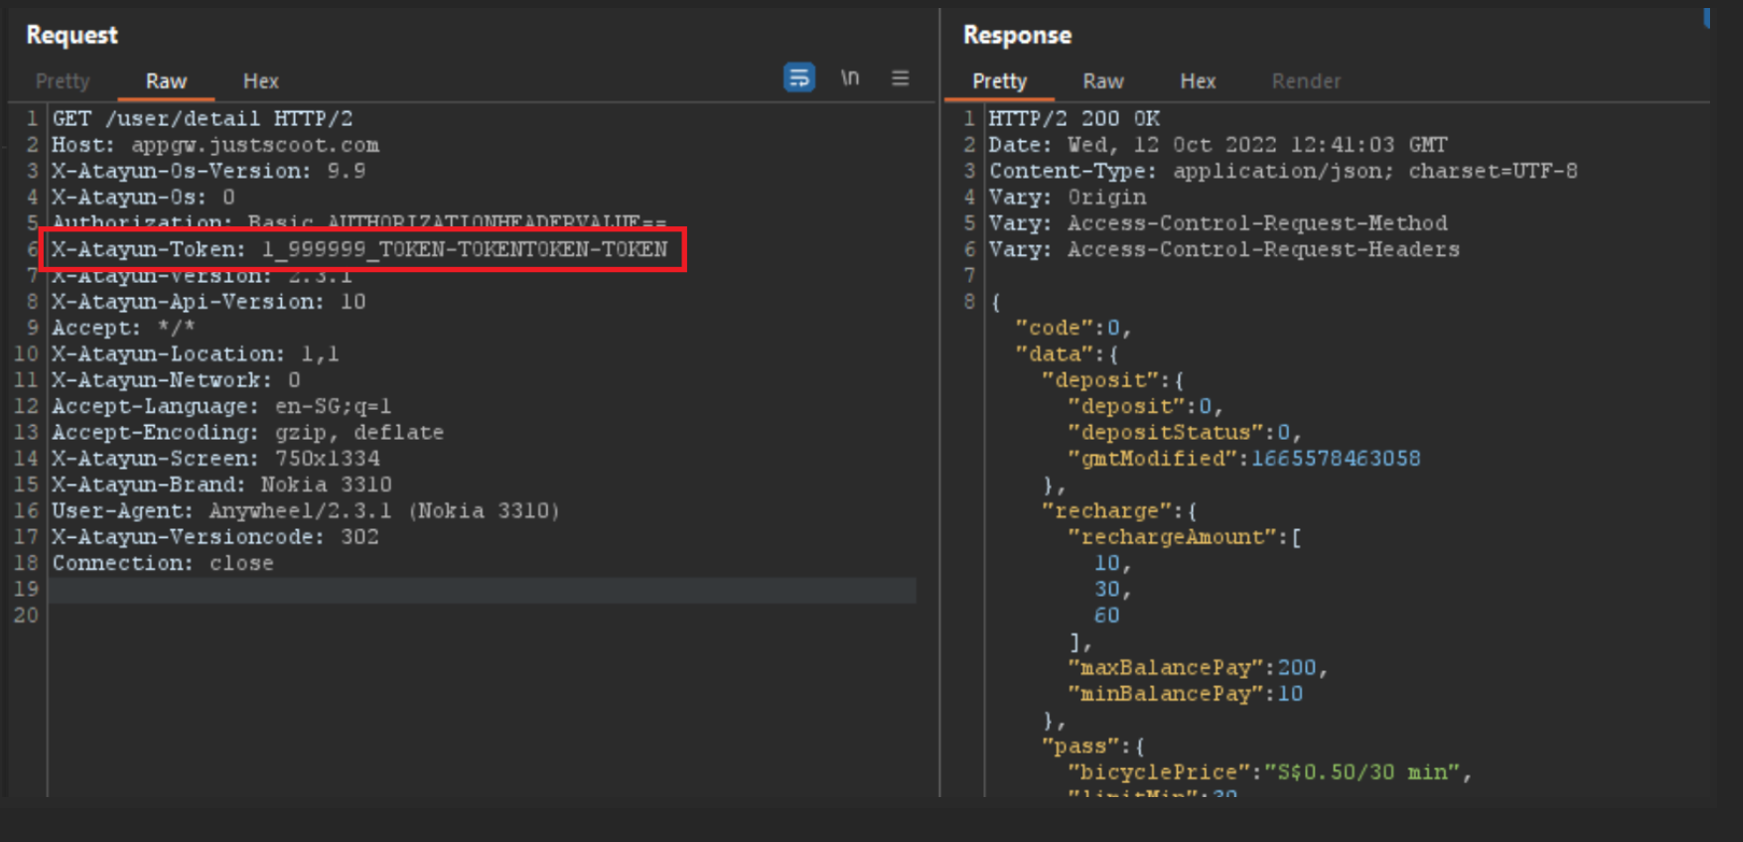 Request
Pretty Raw Hex
\n
1 GET /user/detail HTTP/2
2 Host: appgw.justscoot.com
3 X-Atayun-Os-Version: 9.9
4 X-Atayun-Os: 0
5 Authorization: Basic AUTHORIZATIONHEADERVALUE==
6 X-Atayun-Token: 1_999999_TOKEN-TOKENTOKEN-TOKEN
7 X-Atayun-Version: 2.3.1
8 X-Atayun-Api-Version: 10
9 Accept: */*
10 X-Atayun-Location: 1,1
11 X-Atayun-Network: 0
12 Accept-Language: en-SG;q=1
13 Accept-Encoding: gzip, deflate
14 X-Atayun-Screen: 750x1334
15 X-Atayun-Brand: Nokia 3310
16 User-Agent: Anywheel/2.3.1 (Nokia 3310)
17 X-Atayun-Versioncode: 302
18 Connection: close
19
20
Response
Pretty Raw Hex Render
1 HTTP/2 200 OK
2 Date: Wed, 12 Oct 2022 12:41:03 GMT
3 Content-Type: application/json; charset=UTF-8
4 Vary: Origin
5 Vary: Access-Control-Request-Method
6 Vary: Access-Control-Request-Headers
7
8 {
"code":0,
"data":{
"deposit":{
"deposit":0,
"depositStatus":0,
"gmtModified":1665578463058
},
"recharge":{
"rechargeAmount":[
10,
30,
60
],
"maxBalancePay":200,
"minBalancePay":10
},
"pass":{
"bicyclePrice":"S$0.50/30 min",
"limitMin":30